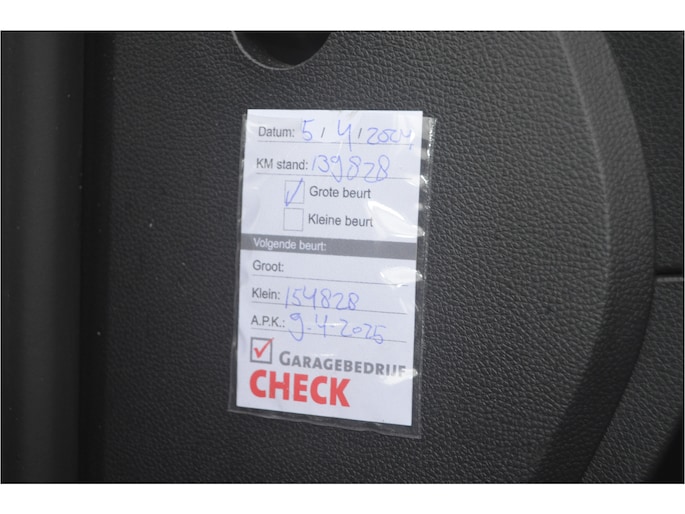 Datum: 5 / 4 / 2024
KM stand: 139828
Grote beurt
Kleine beurt
Volgende beurt:
Groot:
Klein: 154828
A.P.K.: 9-4-2025
GARAGEBEDRIJF
CHECK